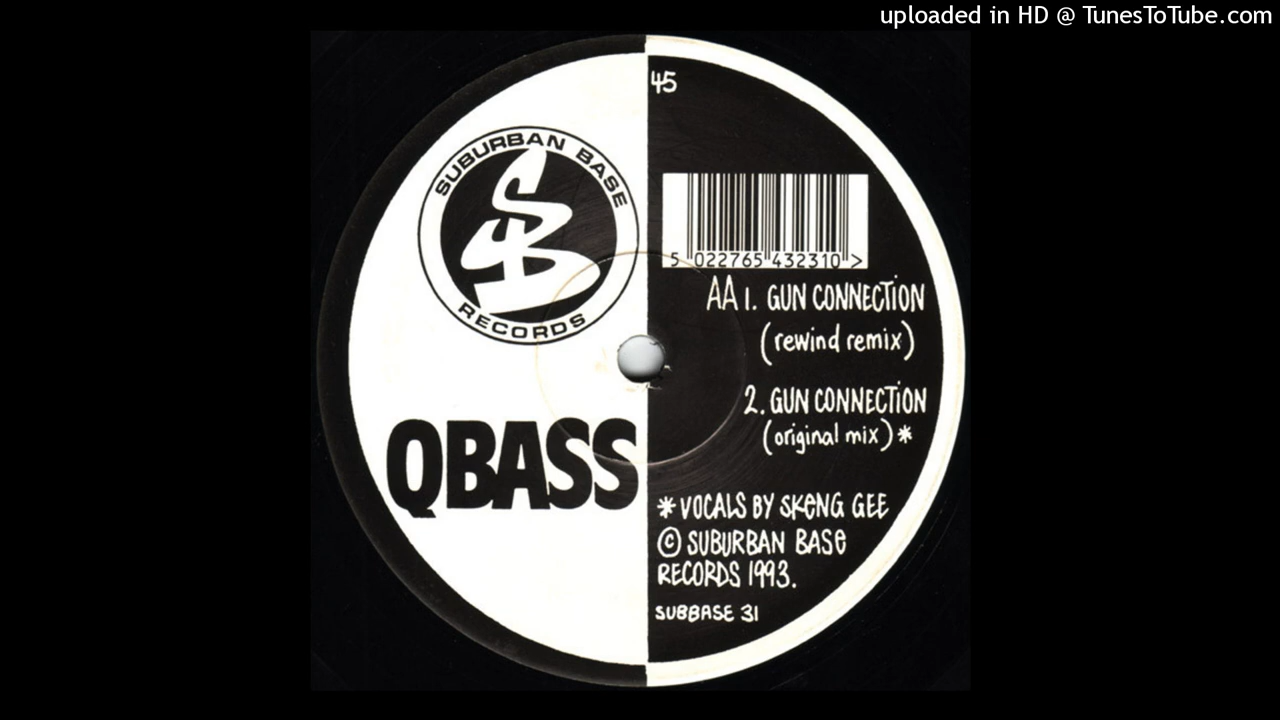 uploaded in HD @ TunesToTube.com
45
SUBURBAN BASE
RECORDS
5 022765 432310 >
AA 1. GUN CONNECTION
(rewind remix)
2. GUN CONNECTION
(original mix) *
QBASS
* VOCALS BY SKENG GEE
© SUBURBAN BASE
RECORDS 1993.
SUBBASE 31